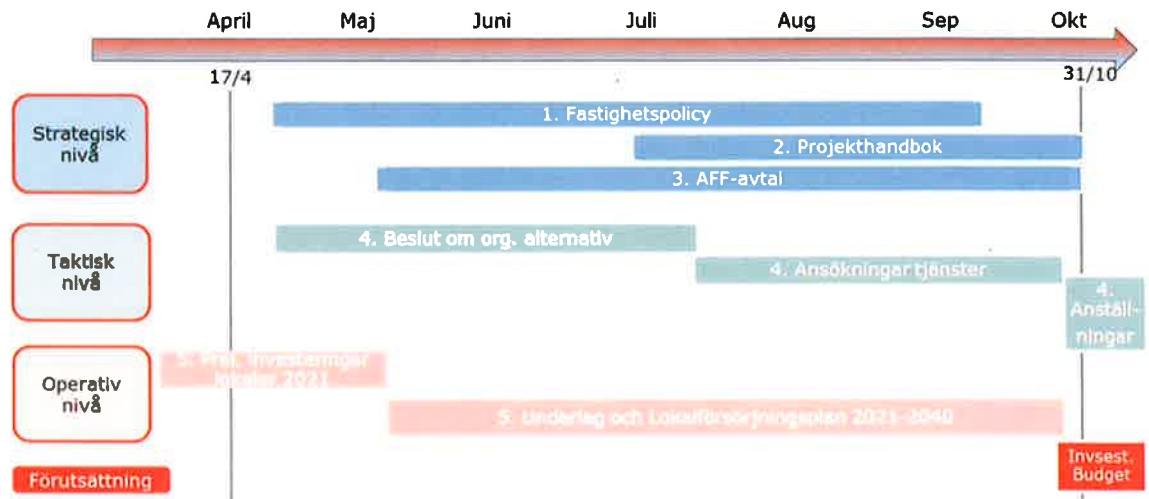 April Maj Juni Juli Aug Sep Okt
17/4 31/10
Strategisk
nivå
1. Fastighetspolicy
2. Projekthandbok
3. AFF-avtal
Taktisk
nivå
4. Beslut om org. alternativ
4. Ansökningar tjänster
4.
Anställ-
ningar
Operativ
nivå
5. Prel. investeringar
lokaler 2021
5. Underlag och Lokalförsörjningsplan 2021-2040
Förutsättning
Invsest.
Budget